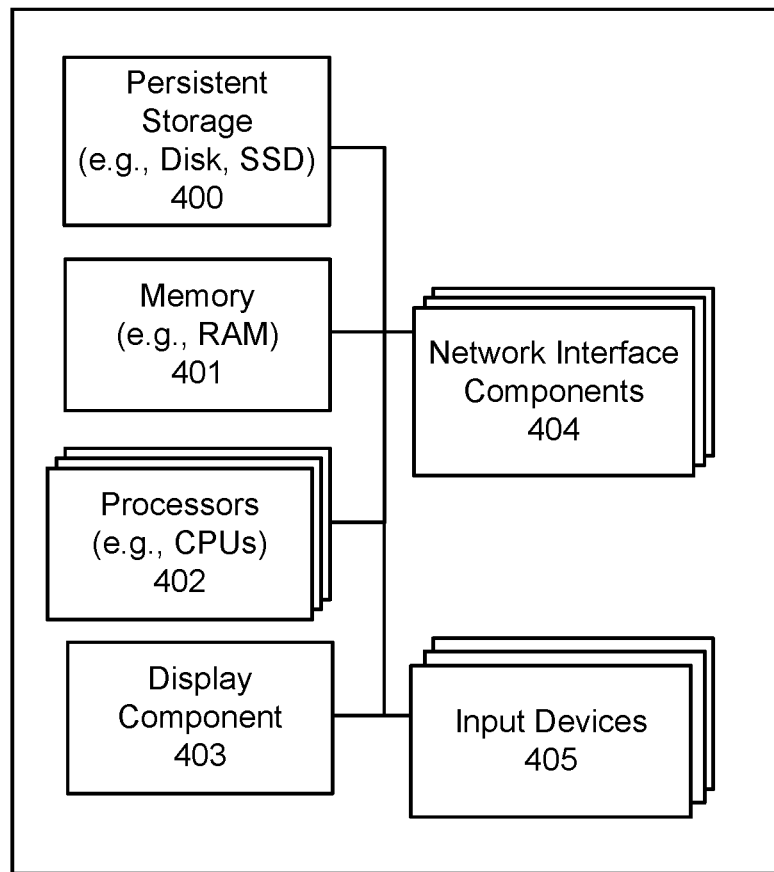 Persistent
Storage
(e.g., Disk, SSD)
400
Memory
(e.g., RAM)
401
Network Interface
Components
404
Processors
(e.g., CPUs)
402
Display
Component
403
Input Devices
405